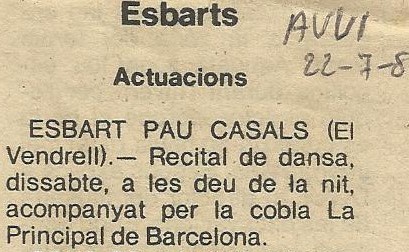 Esbarts
AVUI
22-7-8
Actuacions
ESBART PAU CASALS (El
Vendrell).— Recital de dansa,
dissabte, a les deu de la nit,
acompanyat per la cobla La
Principal de Barcelona.